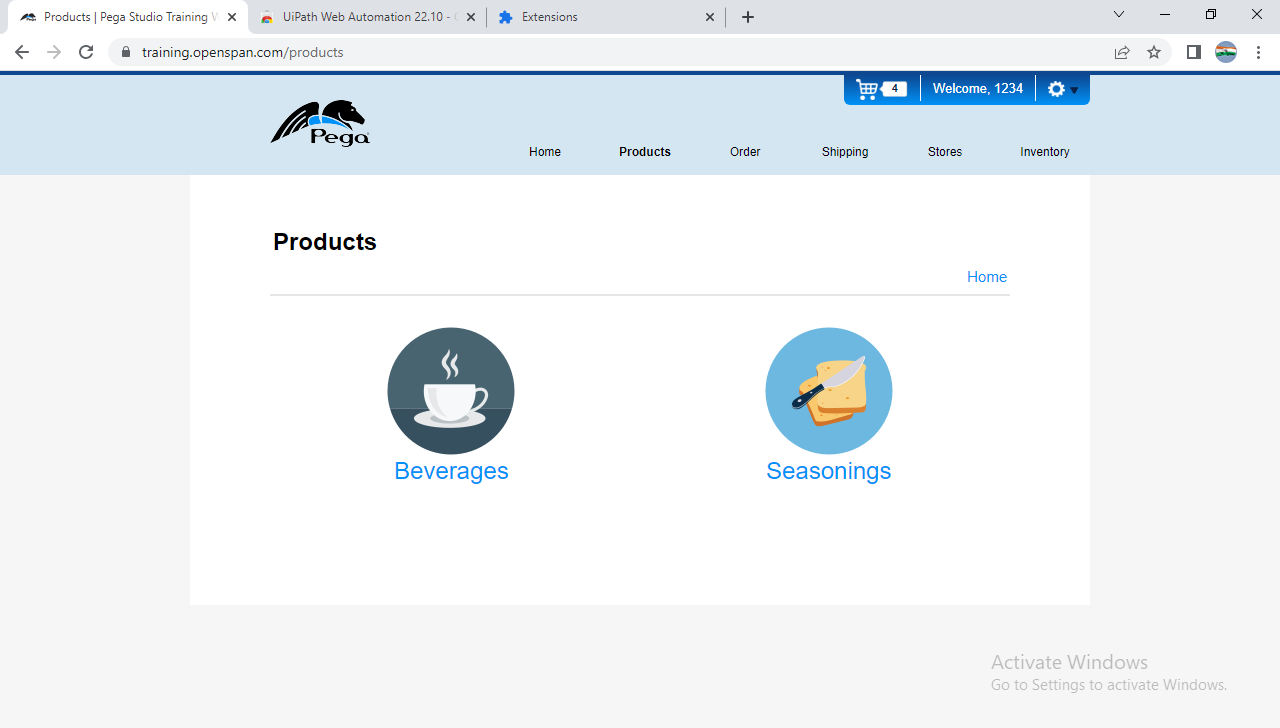 Products | Pega Studio Training W
UiPath Web Automation 22.10 -
Extensions
training.openspan.com/products
4
Welcome, 1234
Pega
Home
Products
Order
Shipping
Stores
Inventory
Products
Home
Beverages
Seasonings
Activate Windows
Go to Settings to activate Windows.